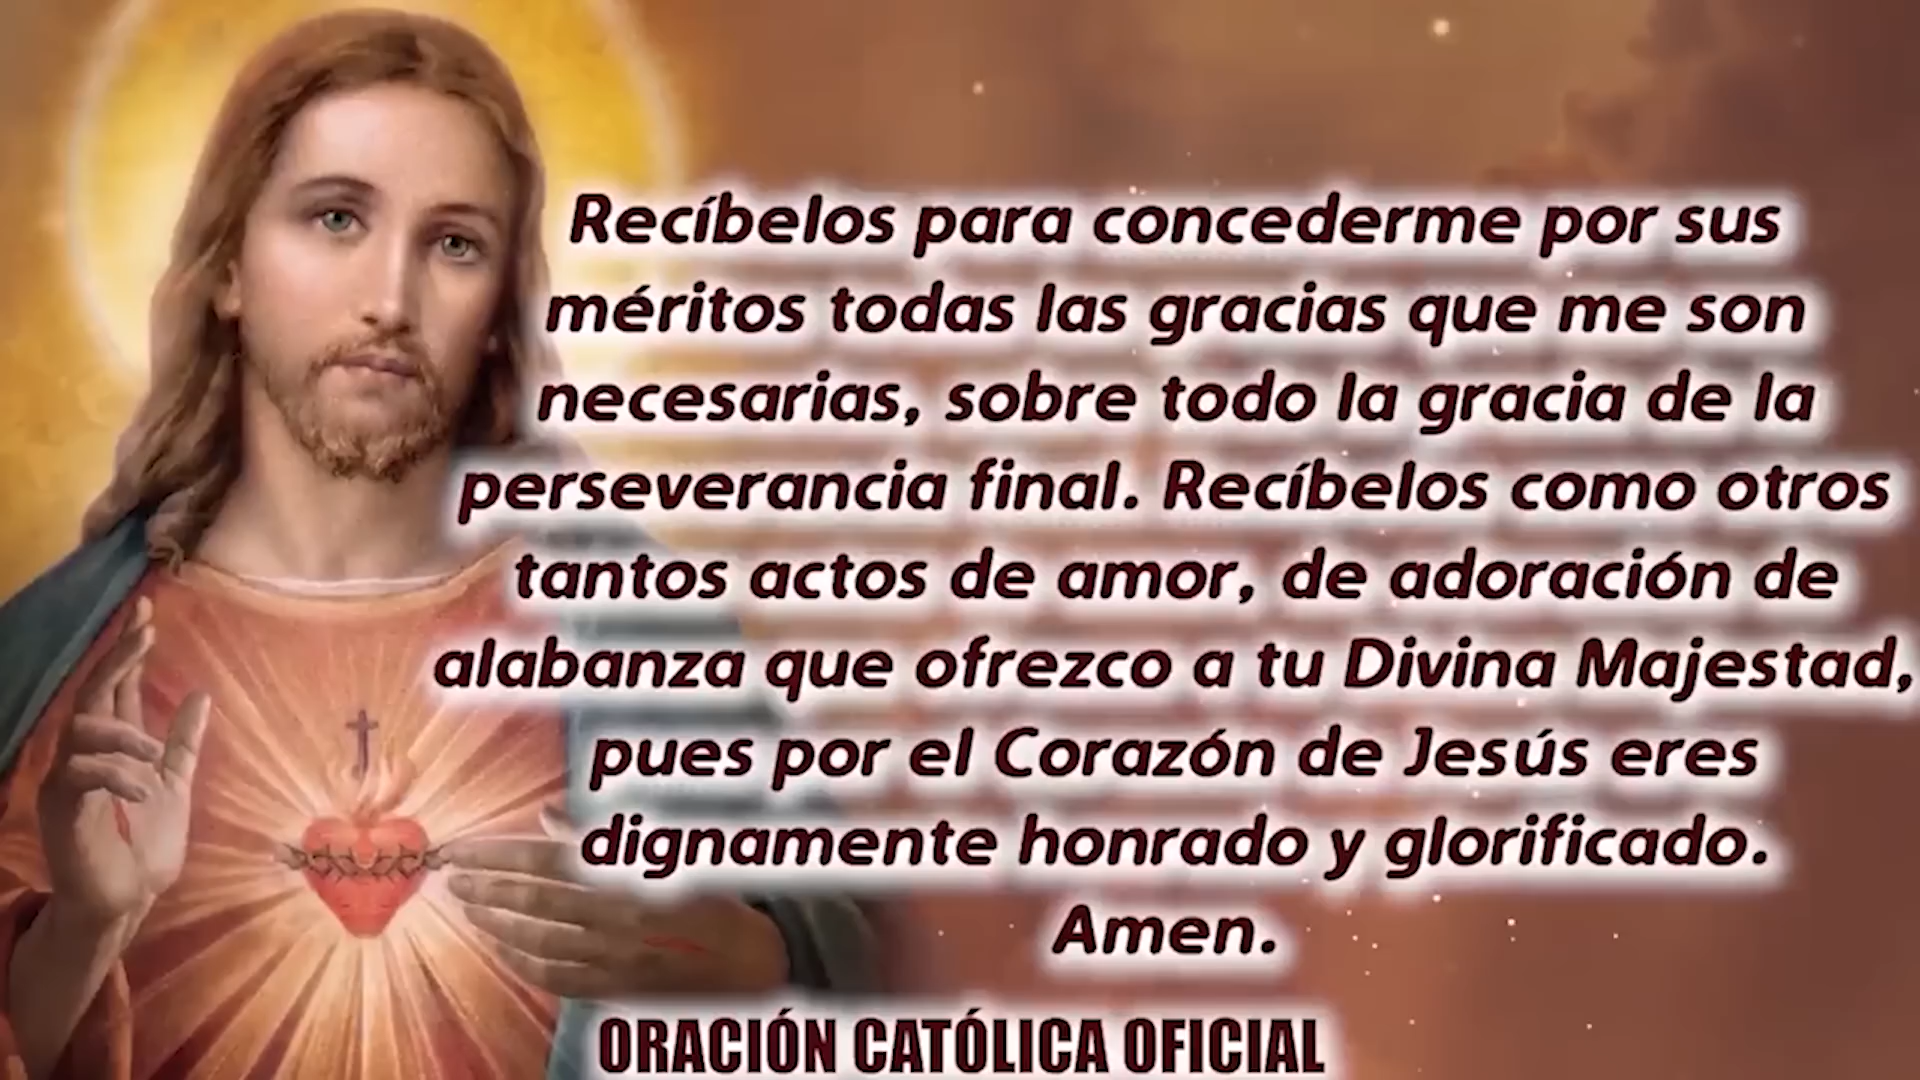 Recíbelos para concederme por sus
méritos todas las gracias que me son
necesarias, sobre todo la gracia de la
perseverancia final. Recíbelos como otros
tantos actos de amor, de adoración de
alabanza que ofrezco a tu Divina Majestad,
pues por el Corazón de Jesús eres
dignamente honrado y glorificado.
Amen.
ORACIÓN CATÓLICA OFICIAL